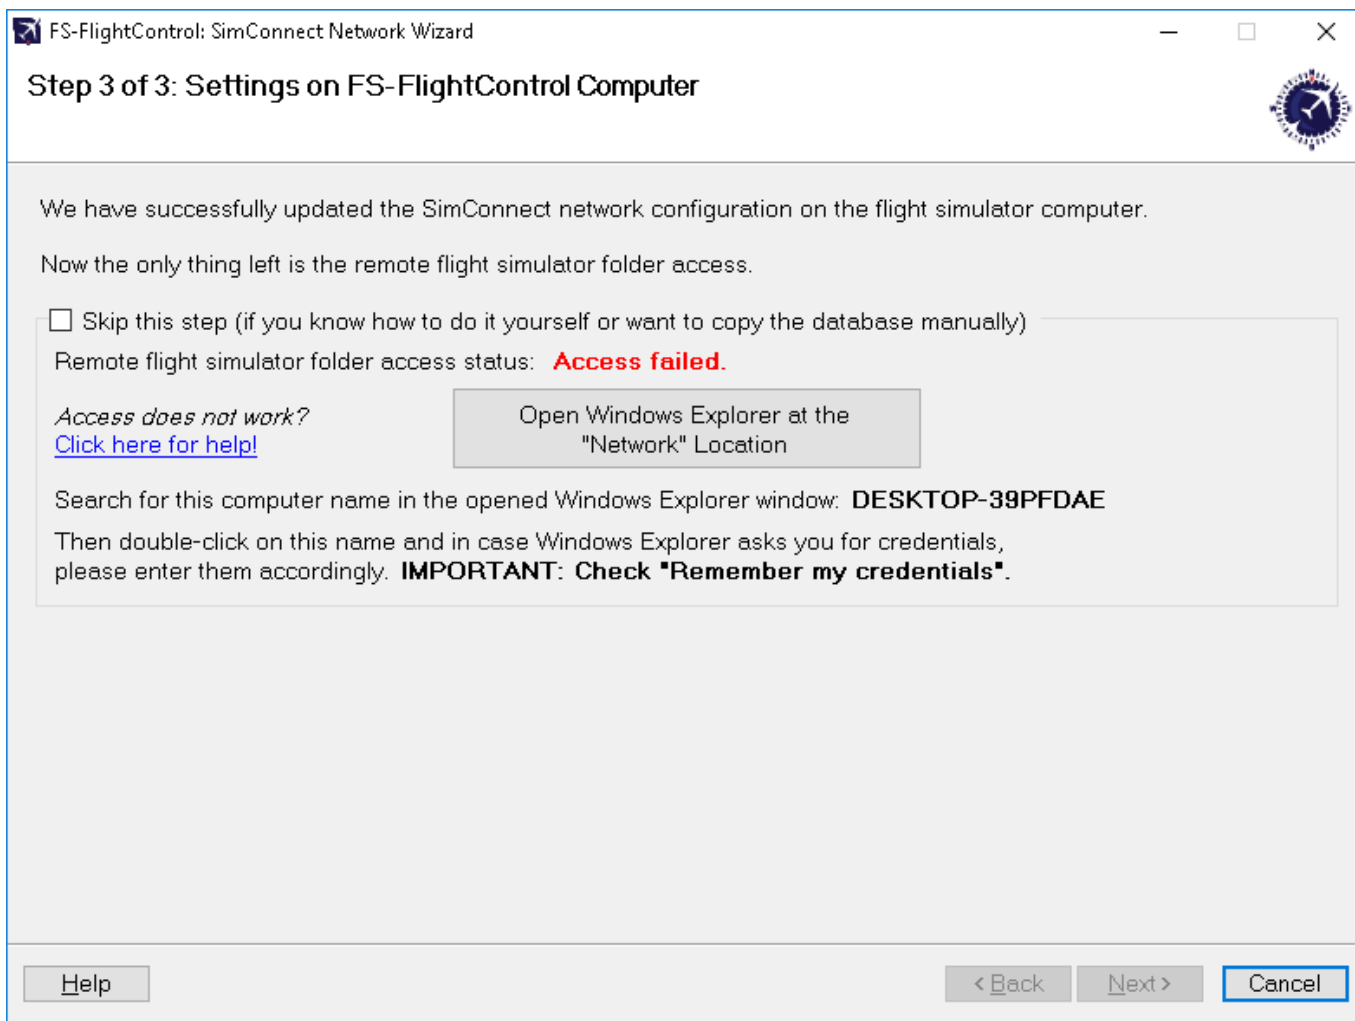 FS-FlightControl: SimConnect Network Wizard
Step 3 of 3: Settings on FS-FlightControl Computer
We have successfully updated the SimConnect network configuration on the flight simulator computer.
Now the only thing left is the remote flight simulator folder access.
Skip this step (if you know how to do it yourself or want to copy the database manually)
Remote flight simulator folder access status: Access failed.
Access does not work?
Click here for help!
Open Windows Explorer at the
"Network" Location
Search for this computer name in the opened Windows Explorer window: DESKTOP-39PFDAE
Then double-click on this name and in case Windows Explorer asks you for credentials,
please enter them accordingly. IMPORTANT: Check "Remember my credentials".
Help
< Back
Next >
Cancel